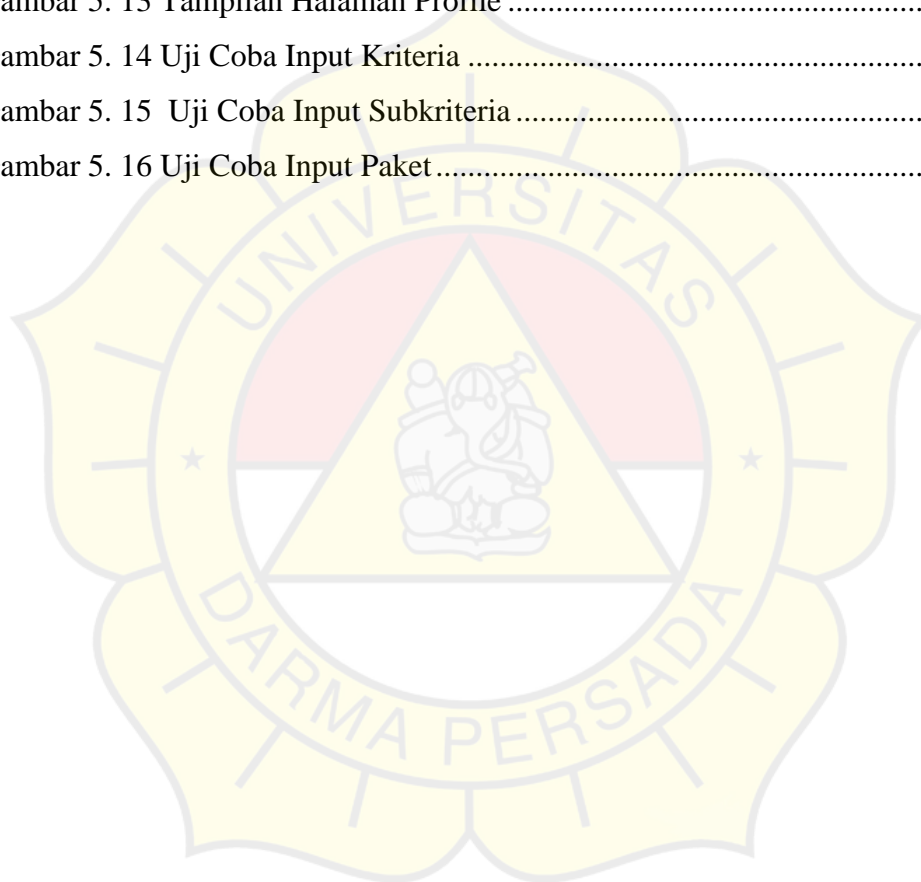 ambar 5. 13 Tampilan Halaman Profile ....................................................
ambar 5. 14 Uji Coba Input Kriteria .........................................................
ambar 5. 15  Uji Coba Input Subkriteria ...................................................
ambar 5. 16 Uji Coba Input Paket .............................................................
UNIVERSITAS
DARMA PERSADA